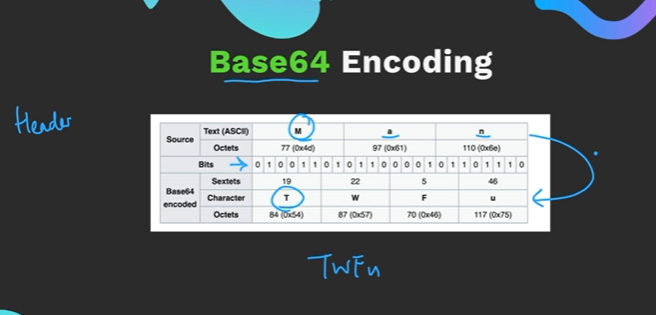 Base64 Encoding
Header
Source Text (ASCII) M a n
Octets 77 (0x4d) 97 (0x61) 110 (0x6e)
Bits 0 1 0 0 1 1 0 1 0 1 1 0 0 0 0 1 0 1 1 0 1 1 1 0
Base64 encoded Sextets 19 22 5 46
Character T W F u
Octets 84 (0x54) 87 (0x57) 70 (0x46) 117 (0x75)
TWFu